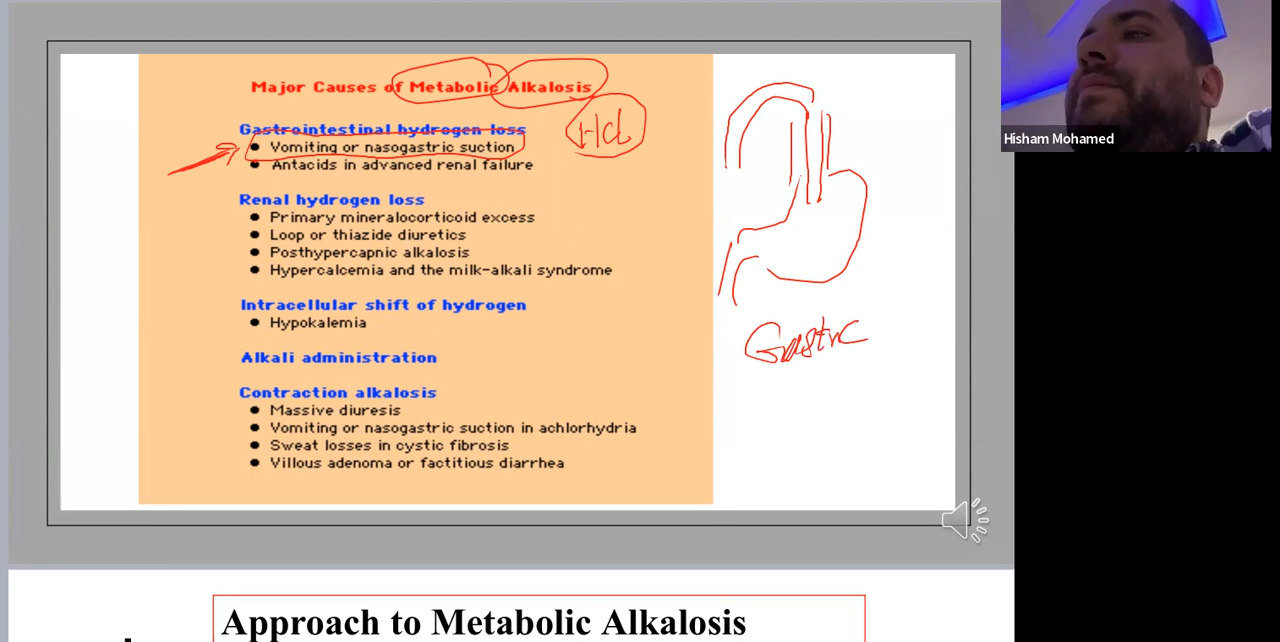 Major Causes of Metabolic Alkalosis
HCl
Gastrointestinal hydrogen loss
● Vomiting or nasogastric suction
● Antacids in advanced renal failure
Renal hydrogen loss
● Primary mineralocorticoid excess
● Loop or thiazide diuretics
● Posthypercapnic alkalosis
● Hypercalcemia and the milk-alkali syndrome
Intracellular shift of hydrogen
● Hypokalemia
Alkali administration
Contraction alkalosis
● Massive diuresis
● Vomiting or nasogastric suction in achlorhydria
● Sweat losses in cystic fibrosis
● Villous adenoma or factitious diarrhea
Gastric
Hisham Mohamed
Approach to Metabolic Alkalosis